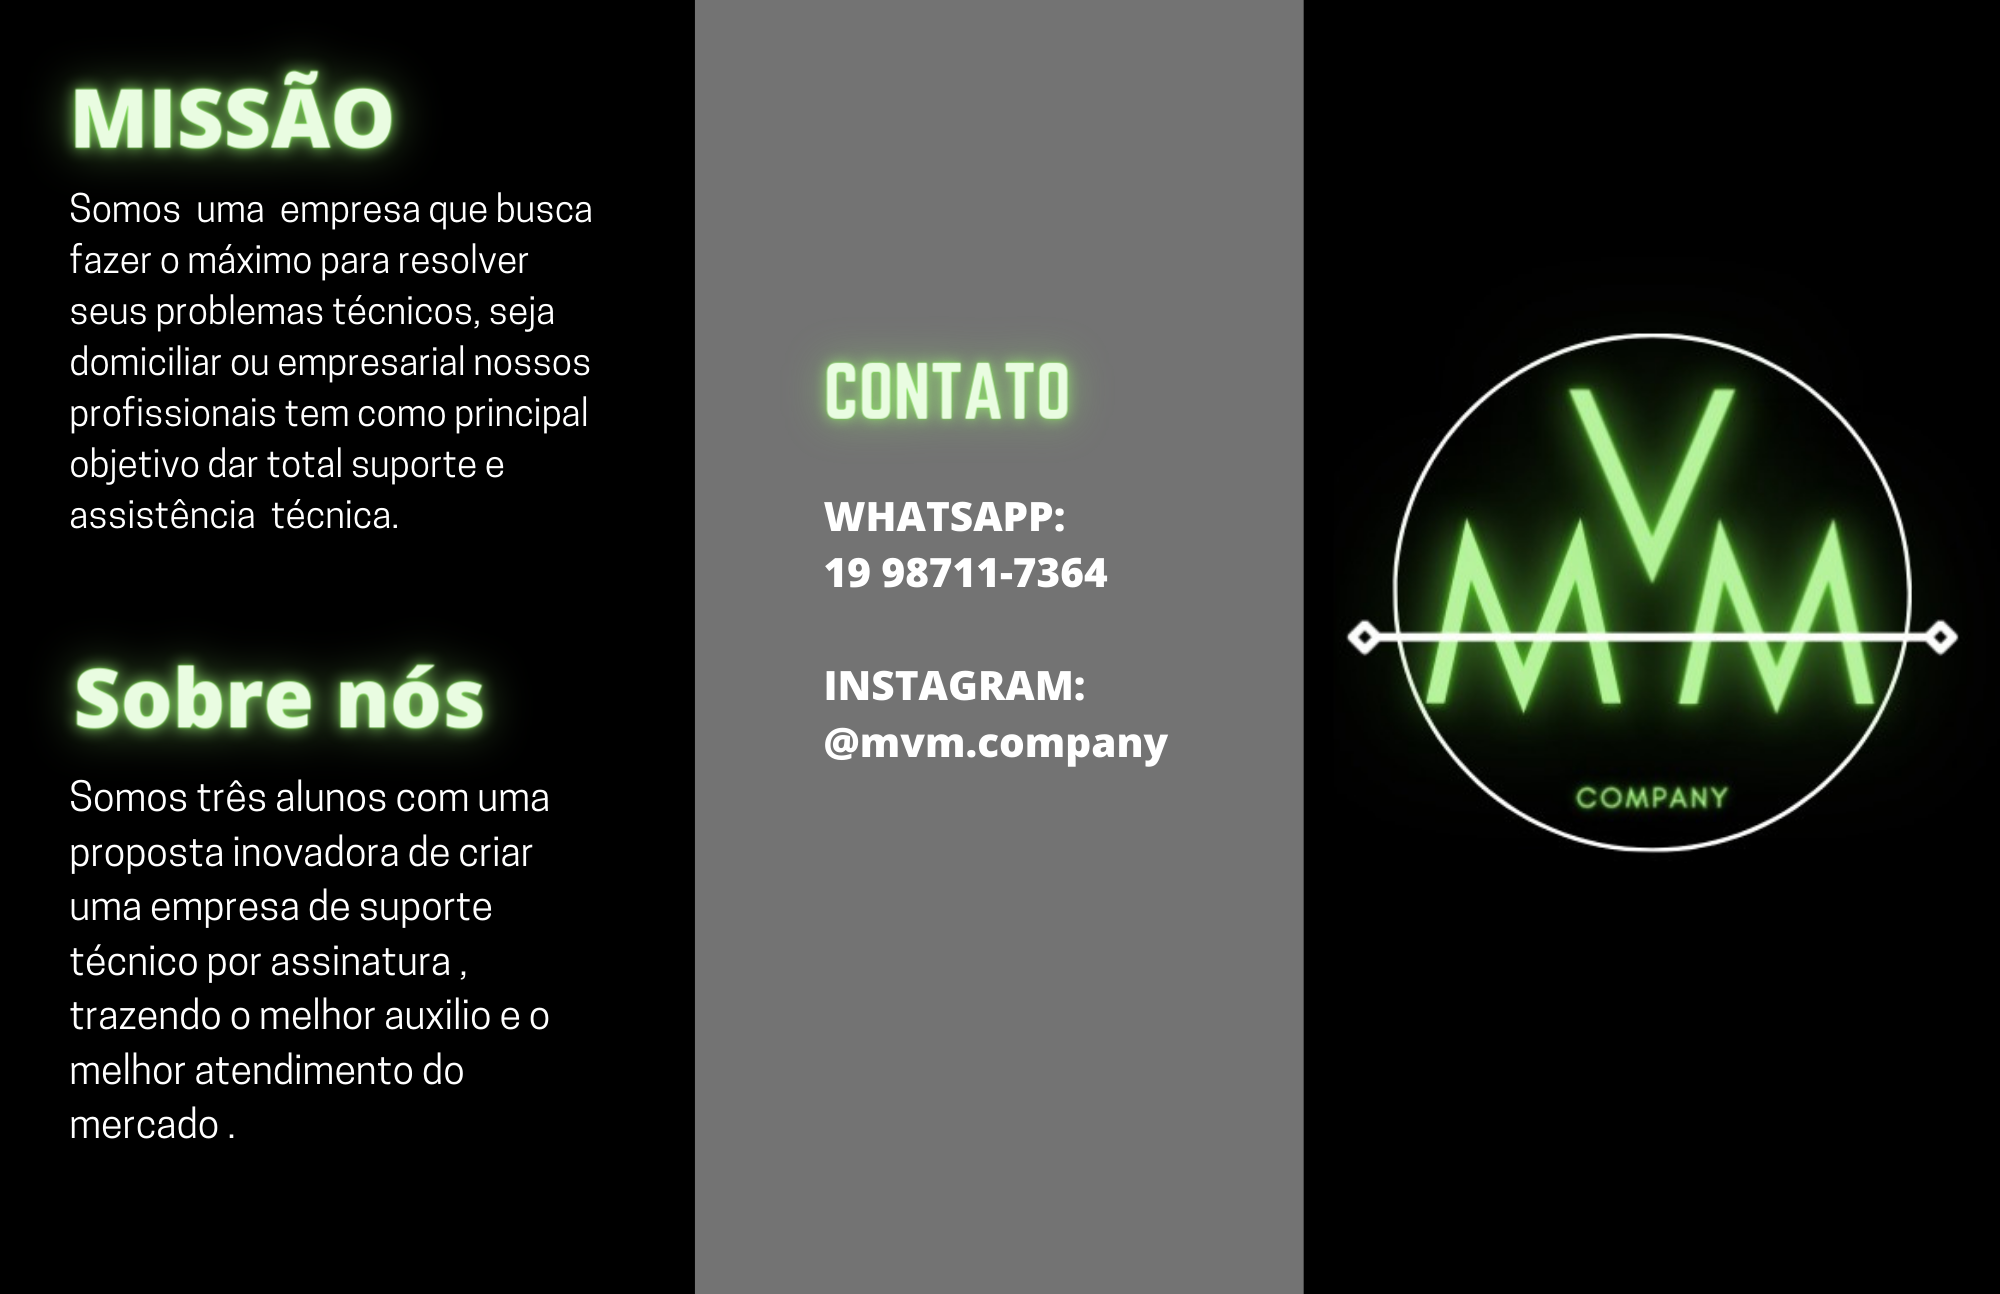 MISSÃO
Somos uma empresa que busca
fazer o máximo para resolver
seus problemas técnicos, seja
domiciliar ou empresarial nossos
profissionais tem como principal
objetivo dar total suporte e
assistência técnica.
Sobre nós
Somos três alunos com uma
proposta inovadora de criar
uma empresa de suporte
técnico por assinatura ,
trazendo o melhor auxilio e o
melhor atendimento do
mercado .
CONTATO
WHATSAPP:
19 98711-7364
INSTAGRAM:
@mvm.company
V
M M
COMPANY